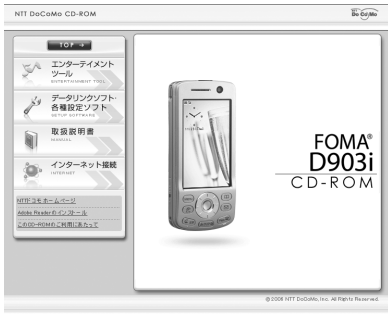 NTT DoCoMo CD-ROM
DoCoMo
TOP →
エンターテイメント
ツール
ENTERTAINMENT TOOL
データリンクソフト・
各種設定ソフト
SETUP SOFTWARE
取扱説明書
MANUAL
インターネット接続
INTERNET
NTTドコモ ホームページ
Adobe Readerのインストール
このCD-ROMのご利用にあたって
FOMA®
D903i
CD-ROM
© 2006 NTT DoCoMo, Inc. All Rights Reserved.